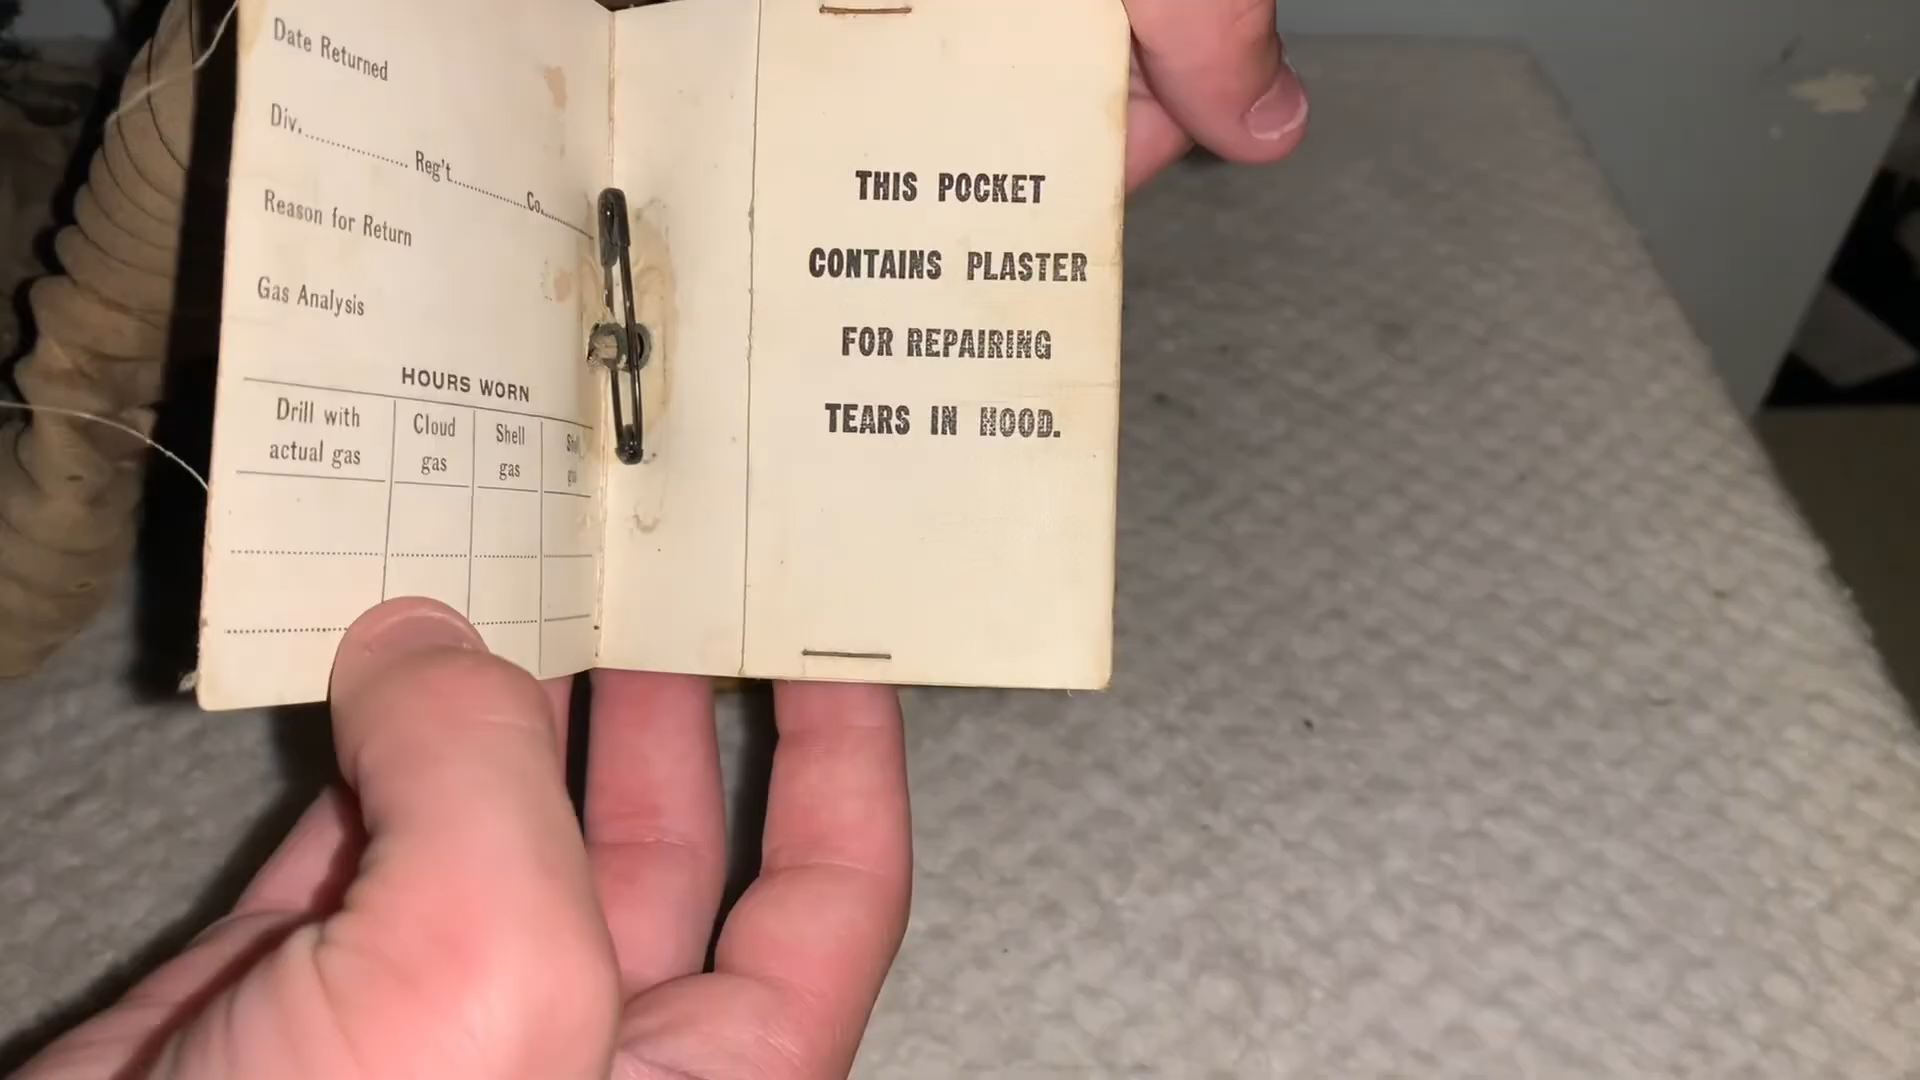 Date Returned
Div. Reg't. Co.
Reason for Return
Gas Analysis
HOURS WORN
Drill with actual gas
Cloud gas
Shell gas
THIS POCKET
CONTAINS PLASTER
FOR REPAIRING
TEARS IN HOOD.